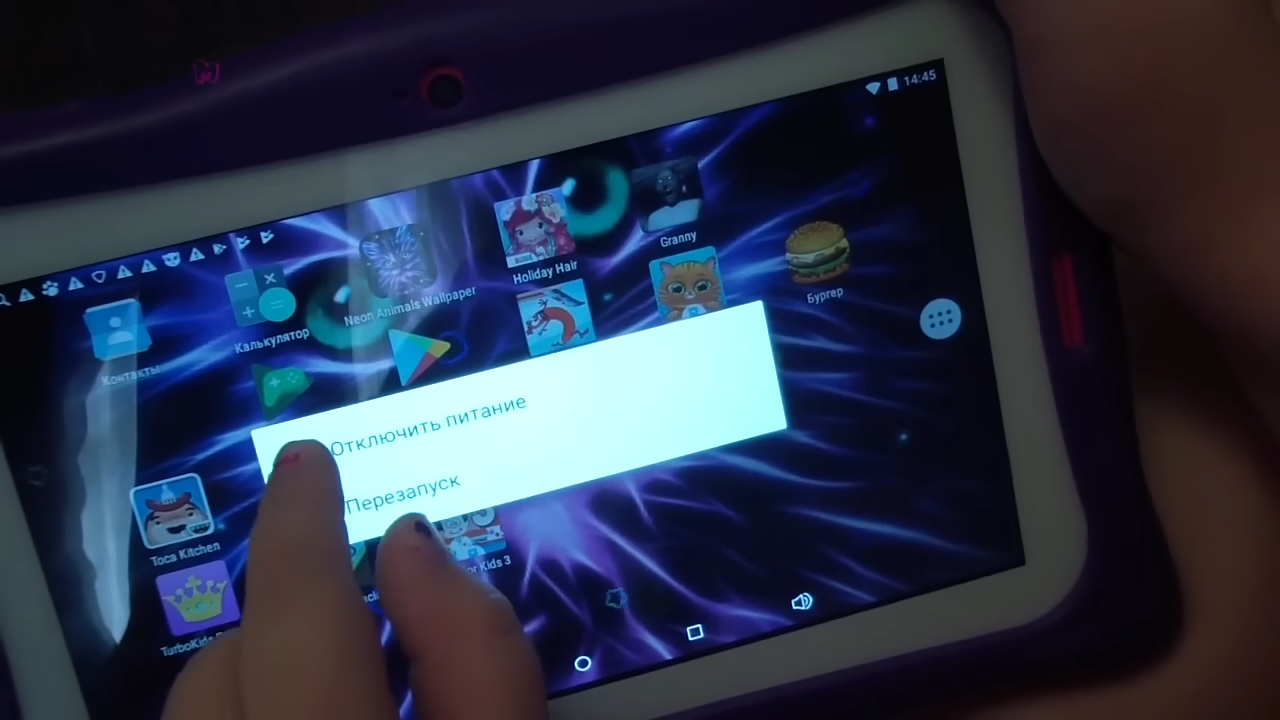 14:45
Контакты
Калькулятор
Neon Animals Wallpaper
Holiday Hair
Granny
Бургер
Отключить питание
Перезапуск
Toca Kitchen
or Kids 3
TurboKids